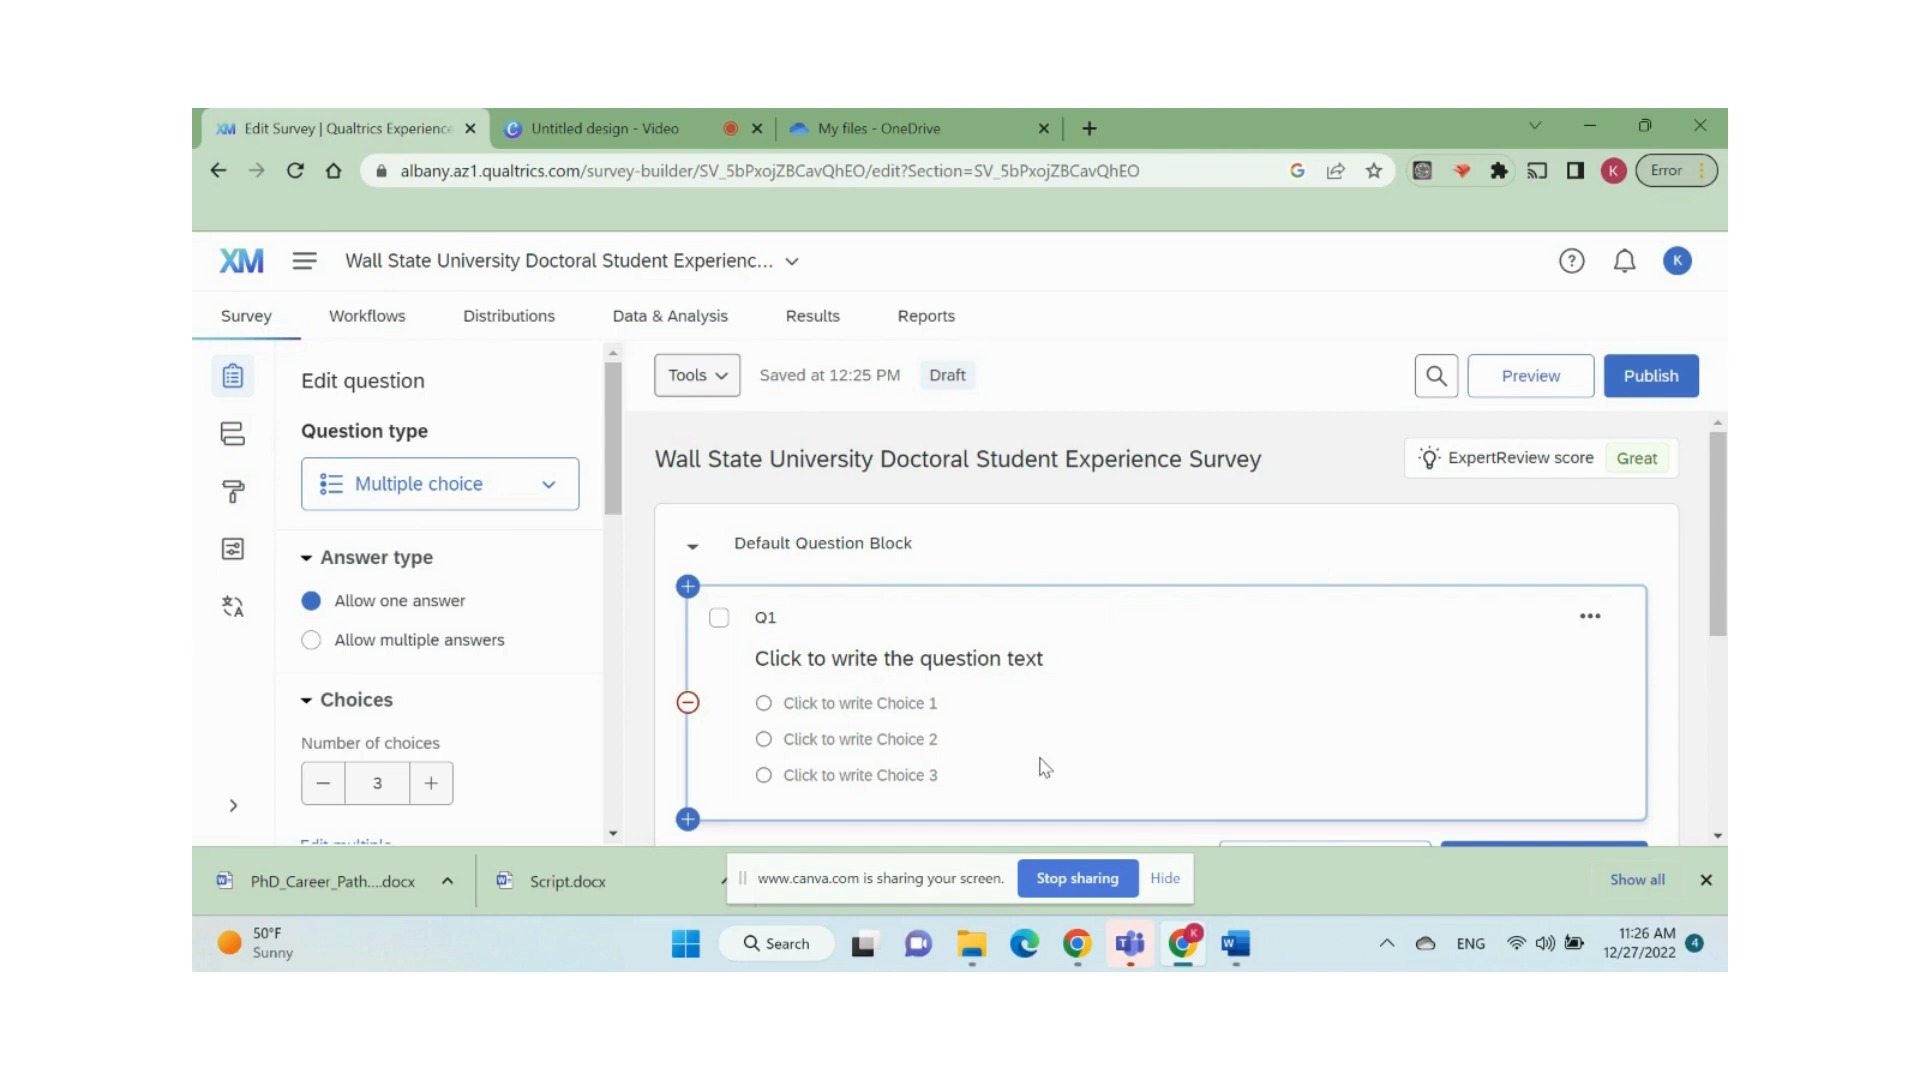 XM Edit Survey | Qualtrics Experience
Untitled design - Video
My files - OneDrive
albany.az1.qualtrics.com/survey-builder/SV_5bPxojZBCavQhEO/edit?Section=SV_5bPxojZBCavQhEO
G
K
Error
XM
Wall State University Doctoral Student Experienc...
?
K
Survey
Workflows
Distributions
Data & Analysis
Results
Reports
Edit question
Question type
Multiple choice
Answer type
Allow one answer
Allow multiple answers
Choices
Number of choices
3
Edit multiple
Tools
Saved at 12:25 PM
Draft
Preview
Publish
Wall State University Doctoral Student Experience Survey
ExpertReview score
Great
Default Question Block
Q1
Click to write the question text
Click to write Choice 1
Click to write Choice 2
Click to write Choice 3
PhD_Career_Path....docx
Script.docx
www.canva.com is sharing your screen.
Stop sharing
Hide
Show all
50°F
Sunny
Search
K
ENG
11:26 AM
12/27/2022
4